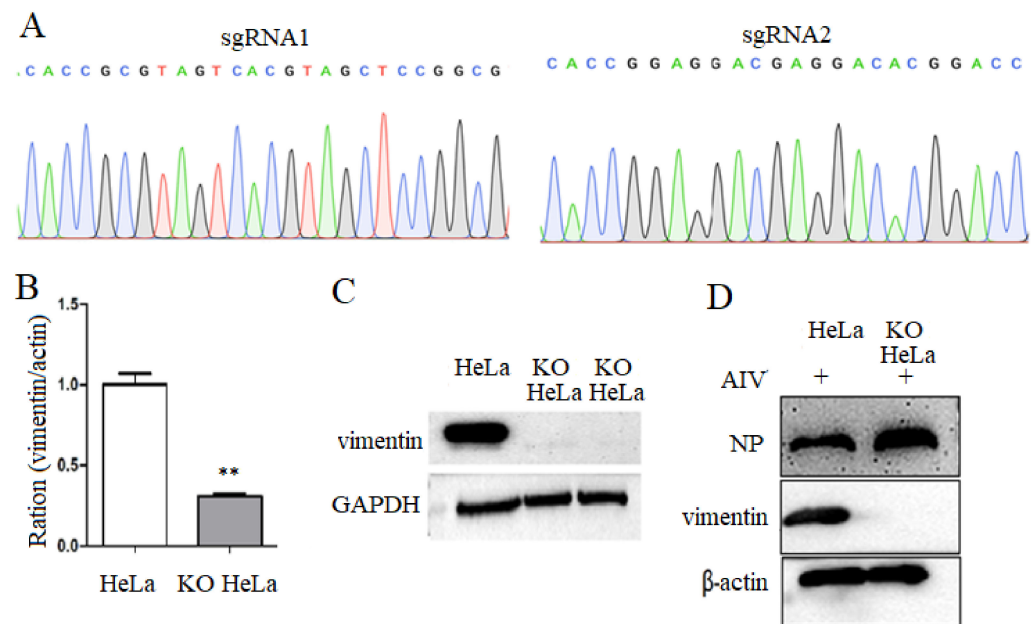 A
sgRNA1
sgRNA2
CACCGCGTAGTCACGTAGCTCCGGCG
CACCGGAGGACGAGGACACGGACC
B
Ration (vimentin/actin)
1.5
1.0
0.5
0.0
**
HeLa KO HeLa
C
HeLa KO HeLa KO HeLa
vimentin
GAPDH
D
HeLa KO HeLa
AIV + +
NP
vimentin
β-actin